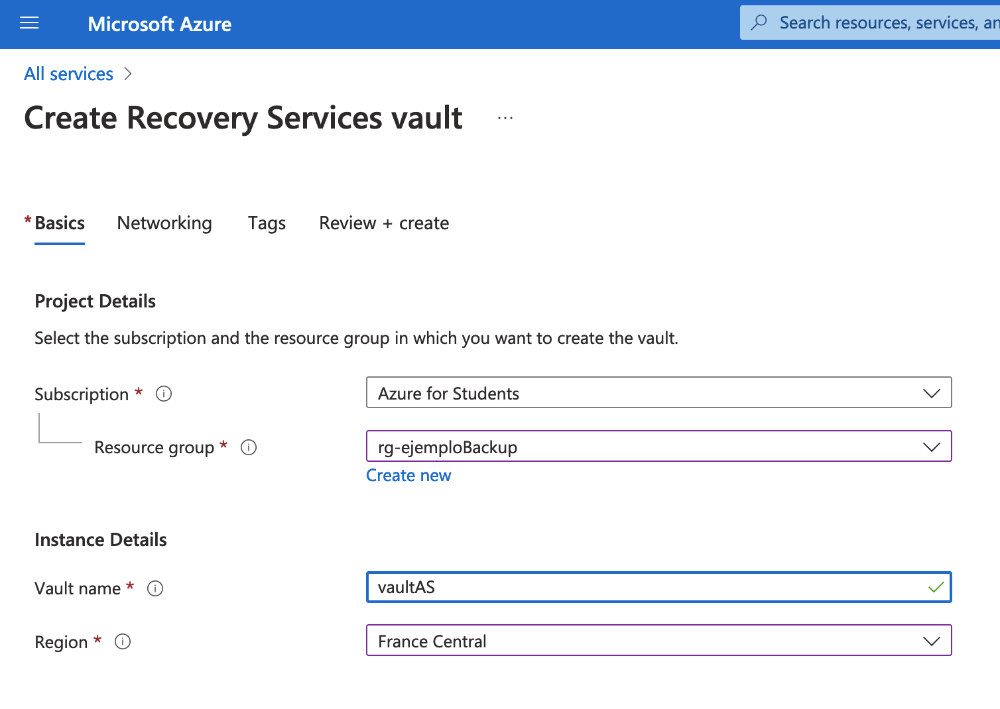 Microsoft Azure
Search resources, services, an
All services
Create Recovery Services vault ...
* Basics Networking Tags Review + create
Project Details
Select the subscription and the resource group in which you want to create the vault.
Subscription * Azure for Students
Resource group * rg-ejemploBackup
Create new
Instance Details
Vault name * vaultAS
Region * France Central